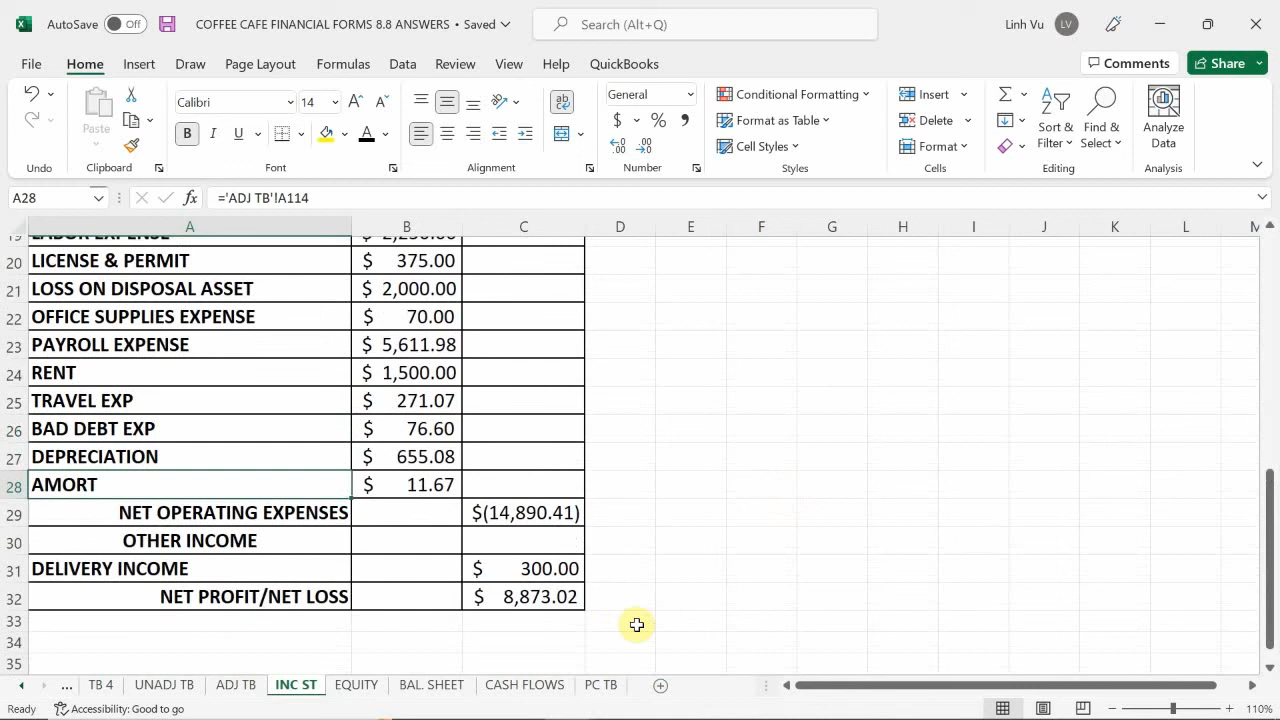 AutoSave Off COFFEE CAFE FINANCIAL FORMS 8.8 ANSWERS • Saved Search (Alt+Q) Linh Vu LV
File Home Insert Draw Page Layout Formulas Data Review View Help QuickBooks Comments Share
Paste Calibri 14 General Conditional Formatting Insert Sort & Filter Find & Select Analyze Data
B I U A $ % Format as Table Delete
Cell Styles Format
Undo Clipboard Font Alignment Number Styles Cells Editing Analysis
A28 fx ='ADJ TB'!A114
A B C D E F G H I J K L M
20 LICENSE & PERMIT $ 375.00
21 LOSS ON DISPOSAL ASSET $ 2,000.00
22 OFFICE SUPPLIES EXPENSE $ 70.00
23 PAYROLL EXPENSE $ 5,611.98
24 RENT $ 1,500.00
25 TRAVEL EXP $ 271.07
26 BAD DEBT EXP $ 76.60
27 DEPRECIATION $ 655.08
28 AMORT $ 11.67
29 NET OPERATING EXPENSES $(14,890.41)
30 OTHER INCOME
31 DELIVERY INCOME $ 300.00
32 NET PROFIT/NET LOSS $ 8,873.02
33
34
35
... TB 4 UNADJ TB ADJ TB INC ST EQUITY BAL. SHEET CASH FLOWS PC TB
Ready Accessibility: Good to go 110%